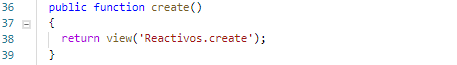 36 public function create()
37 {
38 return view('Reactivos.create');
39 }